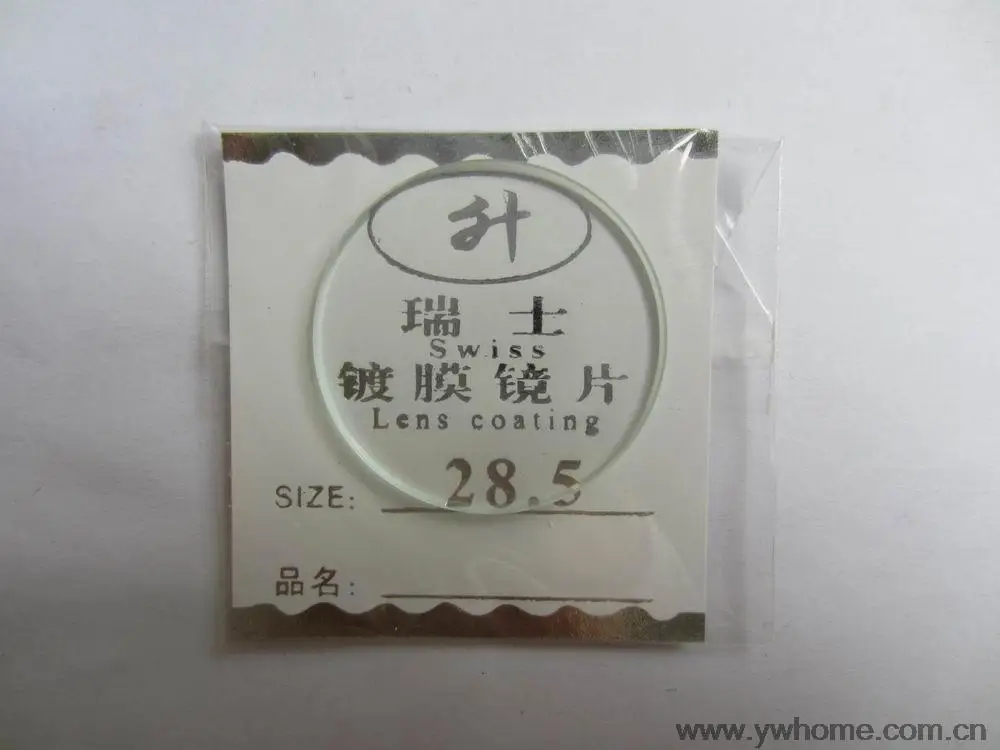 升
瑞 士
Swiss
镀膜镜片
Lens coating
SIZE: 28.5
品名:
www.ywhome.com.cn